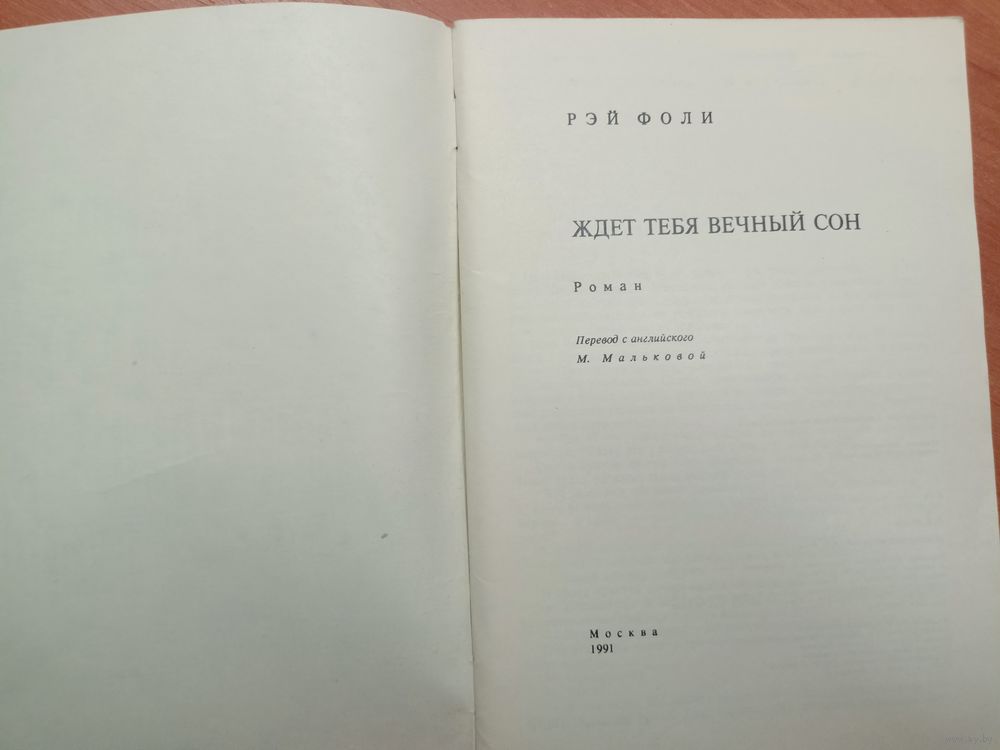 РЭЙ ФОЛИ
ЖДЕТ ТЕБЯ ВЕЧНЫЙ СОН
Роман
Перевод с английского
М. Мальковой
Москва
1991